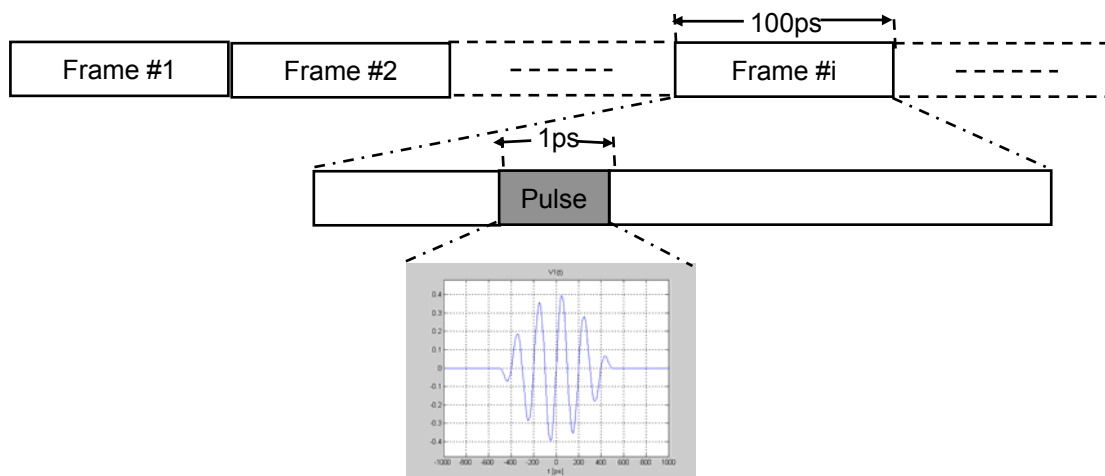 100ps
Frame #1
Frame #2
Frame #i
1ps
Pulse
V1(t)
0.4
0.3
0.2
0.1
0
-0.1
-0.2
-0.3
-0.4
-1000 -800 -600 -400 -200 0 200 400 600 800 1000
t [ps]